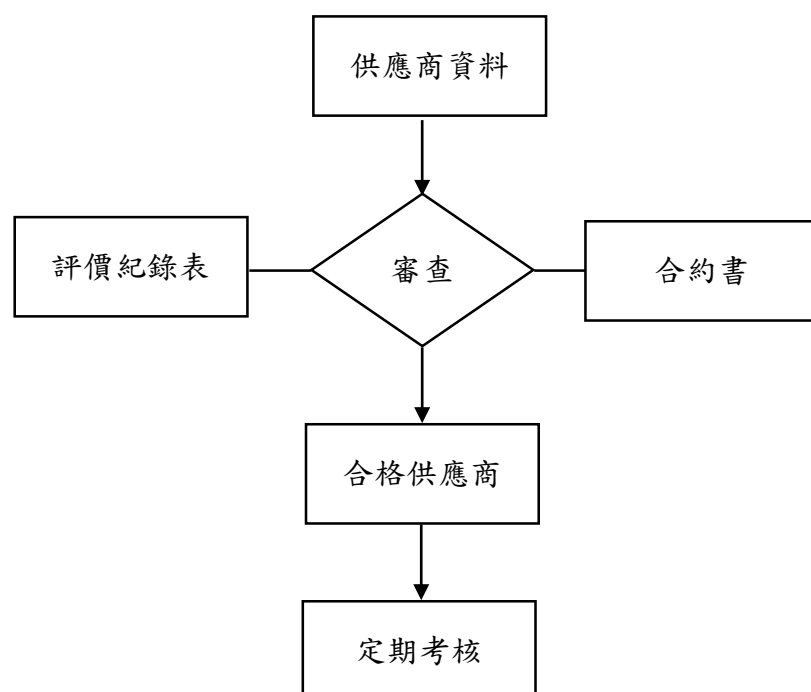 供應商資料
評價紀錄表
審查
合約書
合格供應商
定期考核